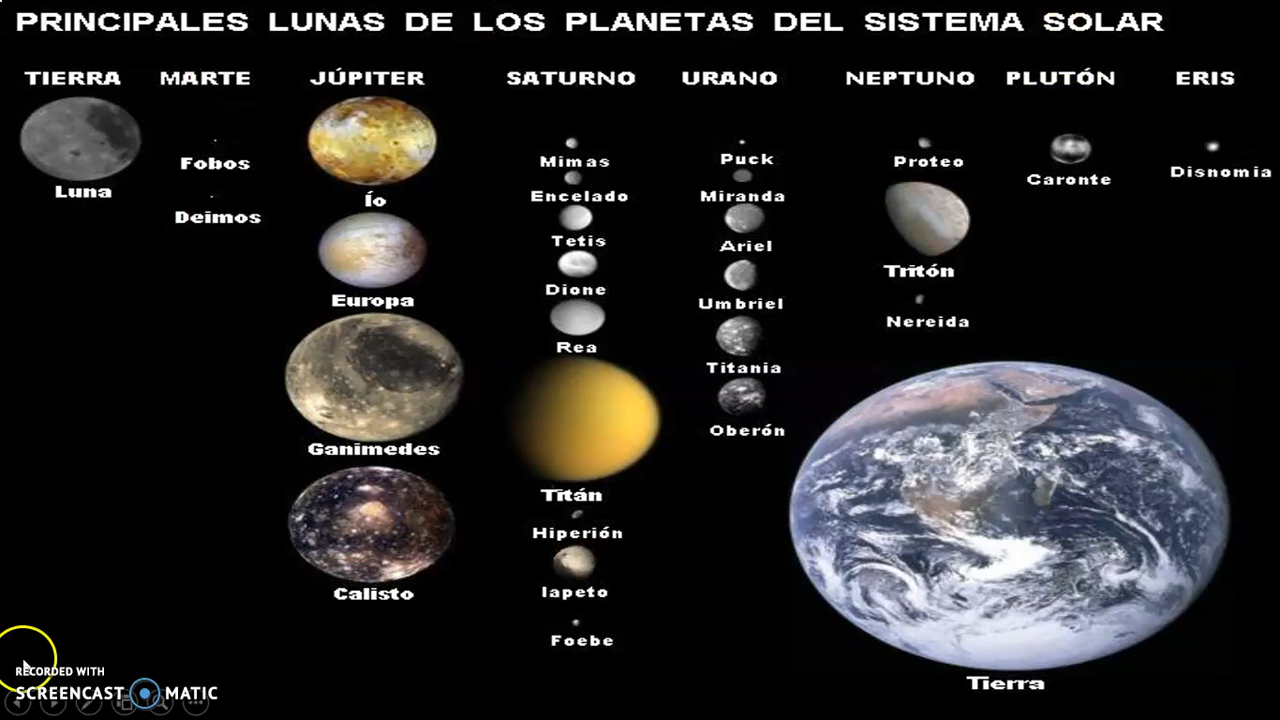 PRINCIPALES LUNAS DE LOS PLANETAS DEL SISTEMA SOLAR
TIERRA
Luna
MARTE
Fobos
Deimos
JÚPITER
Ío
Europa
Ganimedes
Calisto
SATURNO
Mimas
Encelado
Tetis
Dione
Rea
Titán
Hiperión
Iapeto
Foebe
URANO
Puck
Miranda
Ariel
Umbriel
Titania
Oberón
NEPTUNO
Proteo
Tritón
Nereida
PLUTÓN
Caronte
ERIS
Disnomia
Tierra
RECORDED WITH
SCREENCAST MATIC